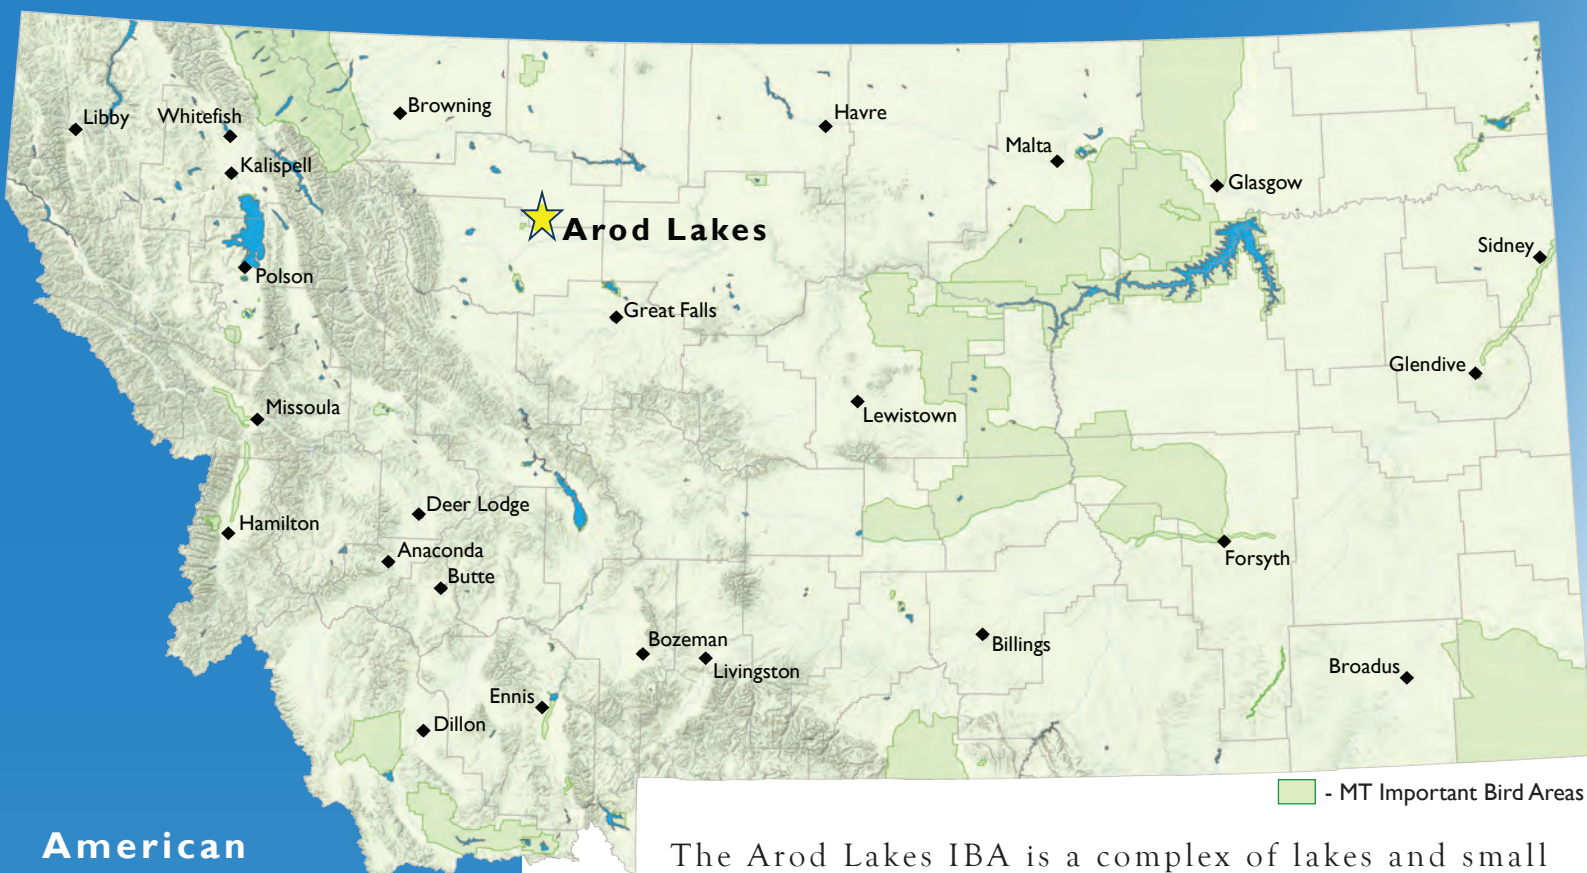 Libby
Whitefish
Browning
Havre
Malta
Kalispell
Glasgow
Arod Lakes
Sidney
Polson
Great Falls
Glendive
Missoula
Lewistown
Deer Lodge
Hamilton
Anaconda
Butte
Forsyth
Bozeman
Livingston
Billings
Broadus
Ennis
Dillon
- MT Important Bird Areas
American
The Arod Lakes IBA is a complex of lakes and small